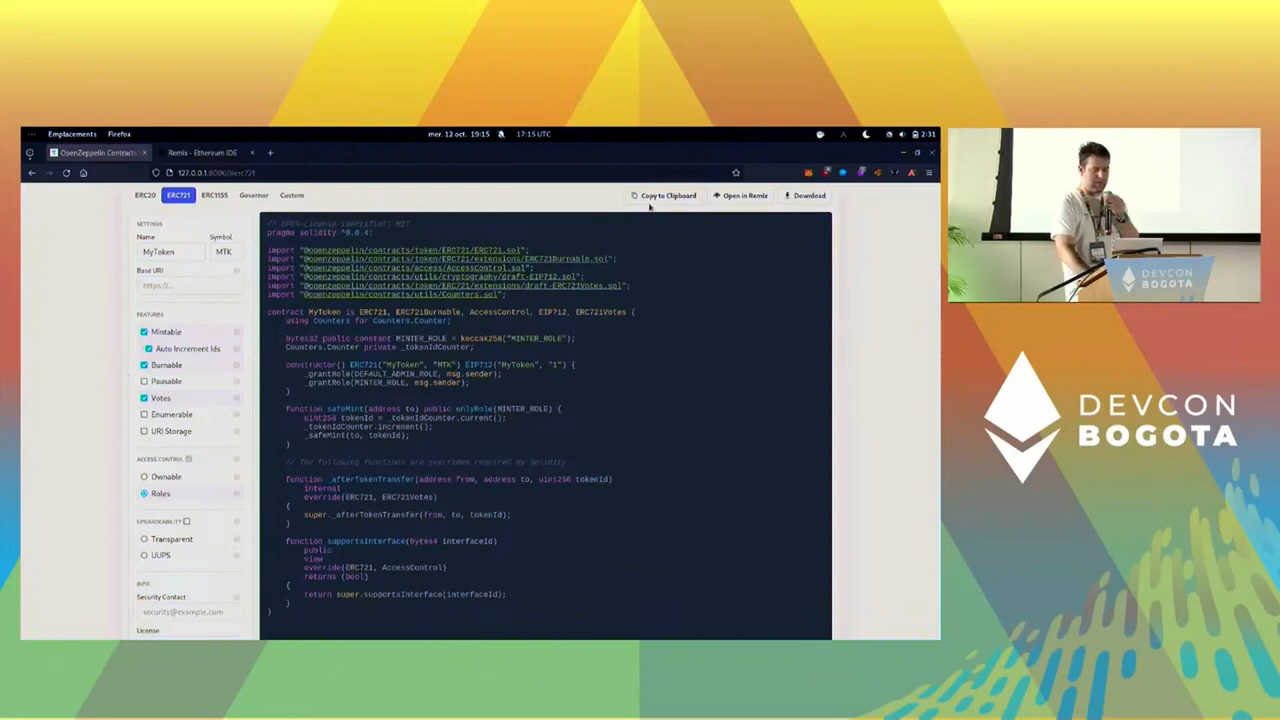 Emplacements Firefox mer. 12 oct. 19:15 17:15 UTC 2:31
OpenZeppelin Contracts Remix - Ethereum IDE
127.0.0.1:8000/#erc721
ERC20 ERC721 ERC1155 Governor Custom Copy to Clipboard Open in Remix Download
SETTINGS
Name Symbol
MyToken MTK
Base URI
https://...
FEATURES
Mintable
Auto Increment Ids
Burnable
Pausable
Votes
Enumerable
URI Storage
ACCESS CONTROL
Ownable
Roles
UPGRADEABILITY
Transparent
UUPS
INFO
Security Contact
security@example.com
License
// SPDX-License-Identifier: MIT
pragma solidity ^0.8.4;
import "@openzeppelin/contracts/token/ERC721/ERC721.sol";
import "@openzeppelin/contracts/token/ERC721/extensions/ERC721Burnable.sol";
import "@openzeppelin/contracts/access/AccessControl.sol";
import "@openzeppelin/contracts/utils/cryptography/draft-EIP712.sol";
import "@openzeppelin/contracts/token/ERC721/extensions/draft-ERC721Votes.sol";
import "@openzeppelin/contracts/utils/Counters.sol";
contract MyToken is ERC721, ERC721Burnable, AccessControl, EIP712, ERC721Votes {
using Counters for Counters.Counter;
bytes32 public constant MINTER_ROLE = keccak256("MINTER_ROLE");
Counters.Counter private _tokenIdCounter;
constructor() ERC721("MyToken", "MTK") EIP712("MyToken", "1") {
_grantRole(DEFAULT_ADMIN_ROLE, msg.sender);
_grantRole(MINTER_ROLE, msg.sender);
}
function safeMint(address to) public onlyRole(MINTER_ROLE) {
uint256 tokenId = _tokenIdCounter.current();
_tokenIdCounter.increment();
_safeMint(to, tokenId);
}
// The following functions are overrides required by Solidity.
function _afterTokenTransfer(address from, address to, uint256 tokenId)
internal
override(ERC721, ERC721Votes)
{
super._afterTokenTransfer(from, to, tokenId);
}
function supportsInterface(bytes4 interfaceId)
public
view
override(ERC721, AccessControl)
returns (bool)
{
return super.supportsInterface(interfaceId);
}
}
DEVCON
BOGOTA
DEVCON
BOGOTA